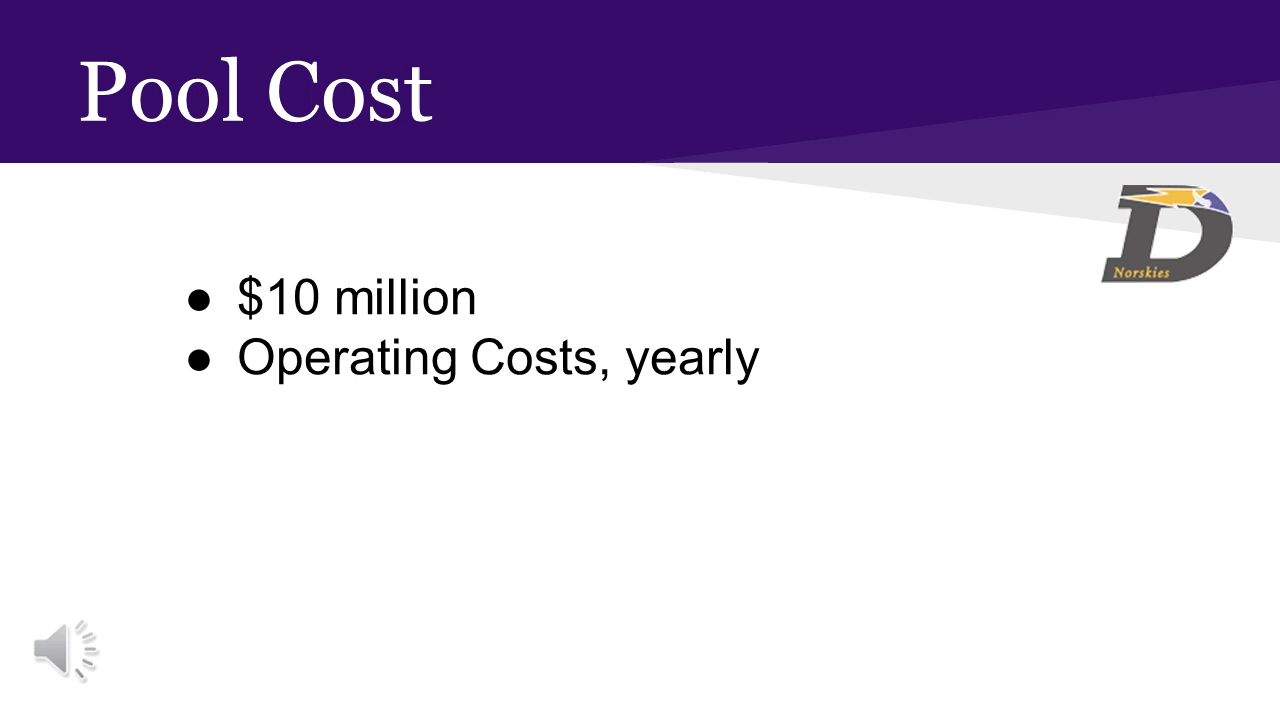 Pool Cost
Norskies
● $10 million
● Operating Costs, yearly